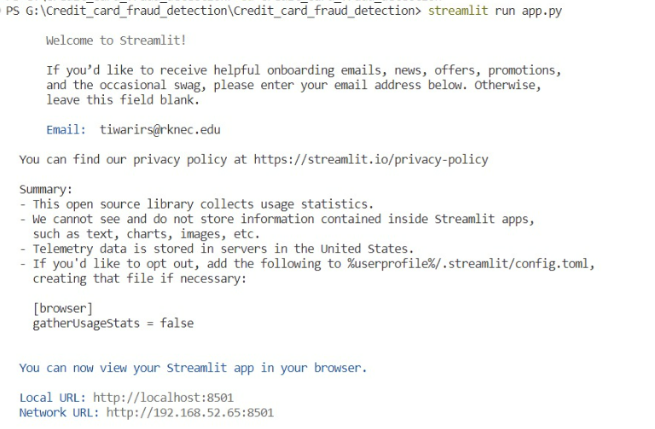 PS G:\Credit_card_fraud_detection\Credit_card_fraud_detection> streamlit run app.py
Welcome to Streamlit!
If you'd like to receive helpful onboarding emails, news, offers, promotions,
and the occasional swag, please enter your email address below. Otherwise,
leave this field blank.
Email: tiwarirs@rknec.edu
You can find our privacy policy at https://streamlit.io/privacy-policy
Summary:
- This open source library collects usage statistics.
- We cannot see and do not store information contained inside Streamlit apps,
such as text, charts, images, etc.
- Telemetry data is stored in servers in the United States.
- If you'd like to opt out, add the following to %userprofile%/.streamlit/config.toml,
creating that file if necessary:
[browser]
gatherUsageStats = false
You can now view your Streamlit app in your browser.
Local URL: http://localhost:8501
Network URL: http://192.168.52.65:8501